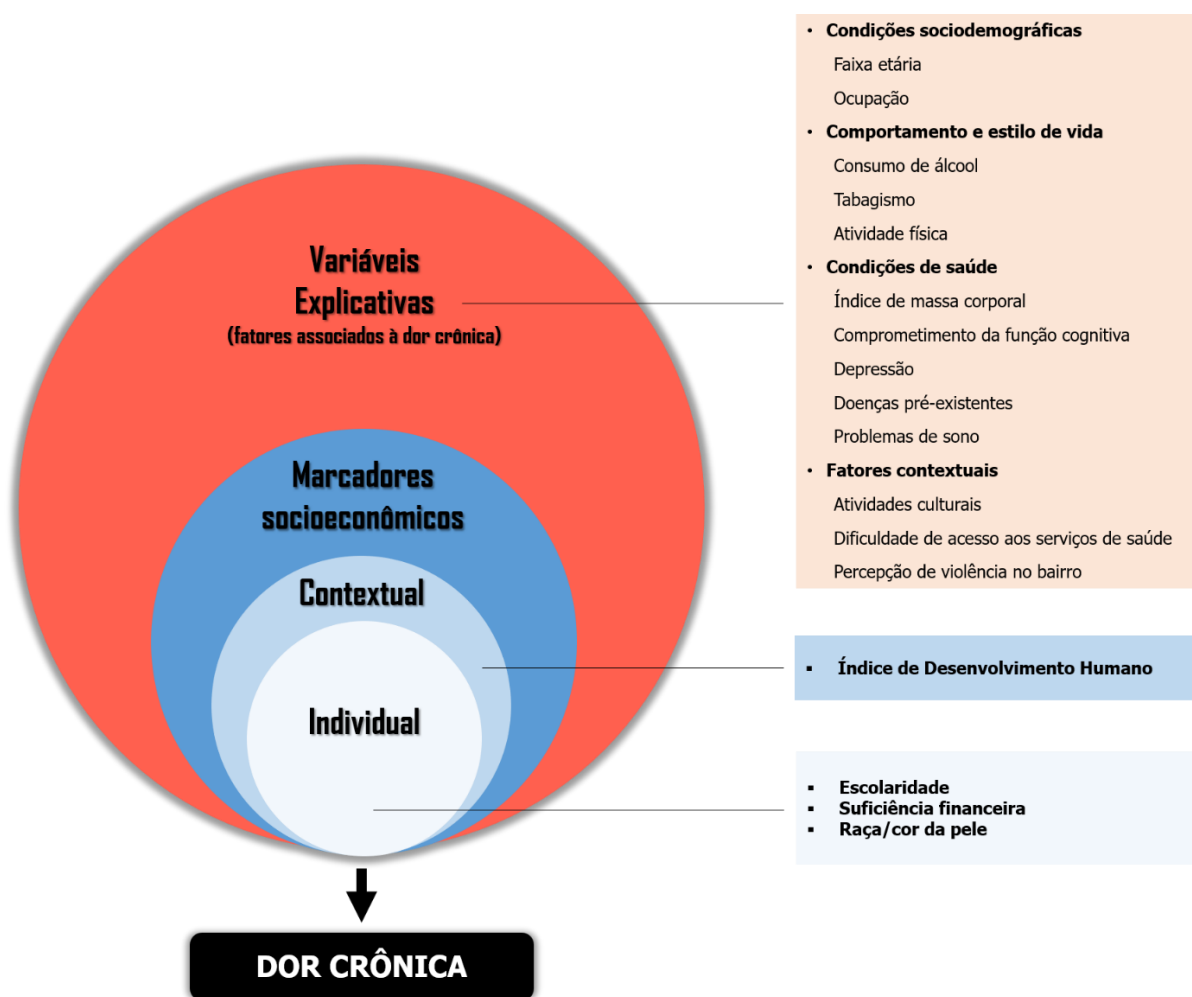 Variáveis
Explicativas
(fatores associados à dor crônica)
Marcadores
socioeconômicos
Contextual
Individual
DOR CRÔNICA
• Condições sociodemográficas
Faixa etária
Ocupação
• Comportamento e estilo de vida
Consumo de álcool
Tabagismo
Atividade física
• Condições de saúde
Índice de massa corporal
Comprometimento da função cognitiva
Depressão
Doenças pré-existentes
Problemas de sono
• Fatores contextuais
Atividades culturais
Dificuldade de acesso aos serviços de saúde
Percepção de violência no bairro
▪ Índice de Desenvolvimento Humano
▪ Escolaridade
▪ Suficiência financeira
▪ Raça/cor da pele